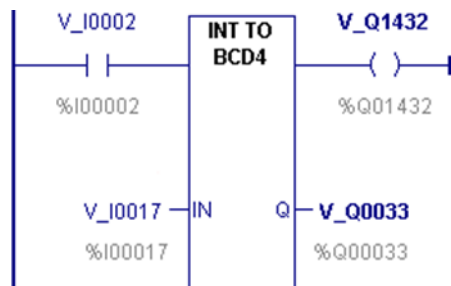 V_I0002 INT TO V_Q1432
BCD4
%I00002 %Q01432
V_I0017 IN Q V_Q0033
%I00017 %Q00033